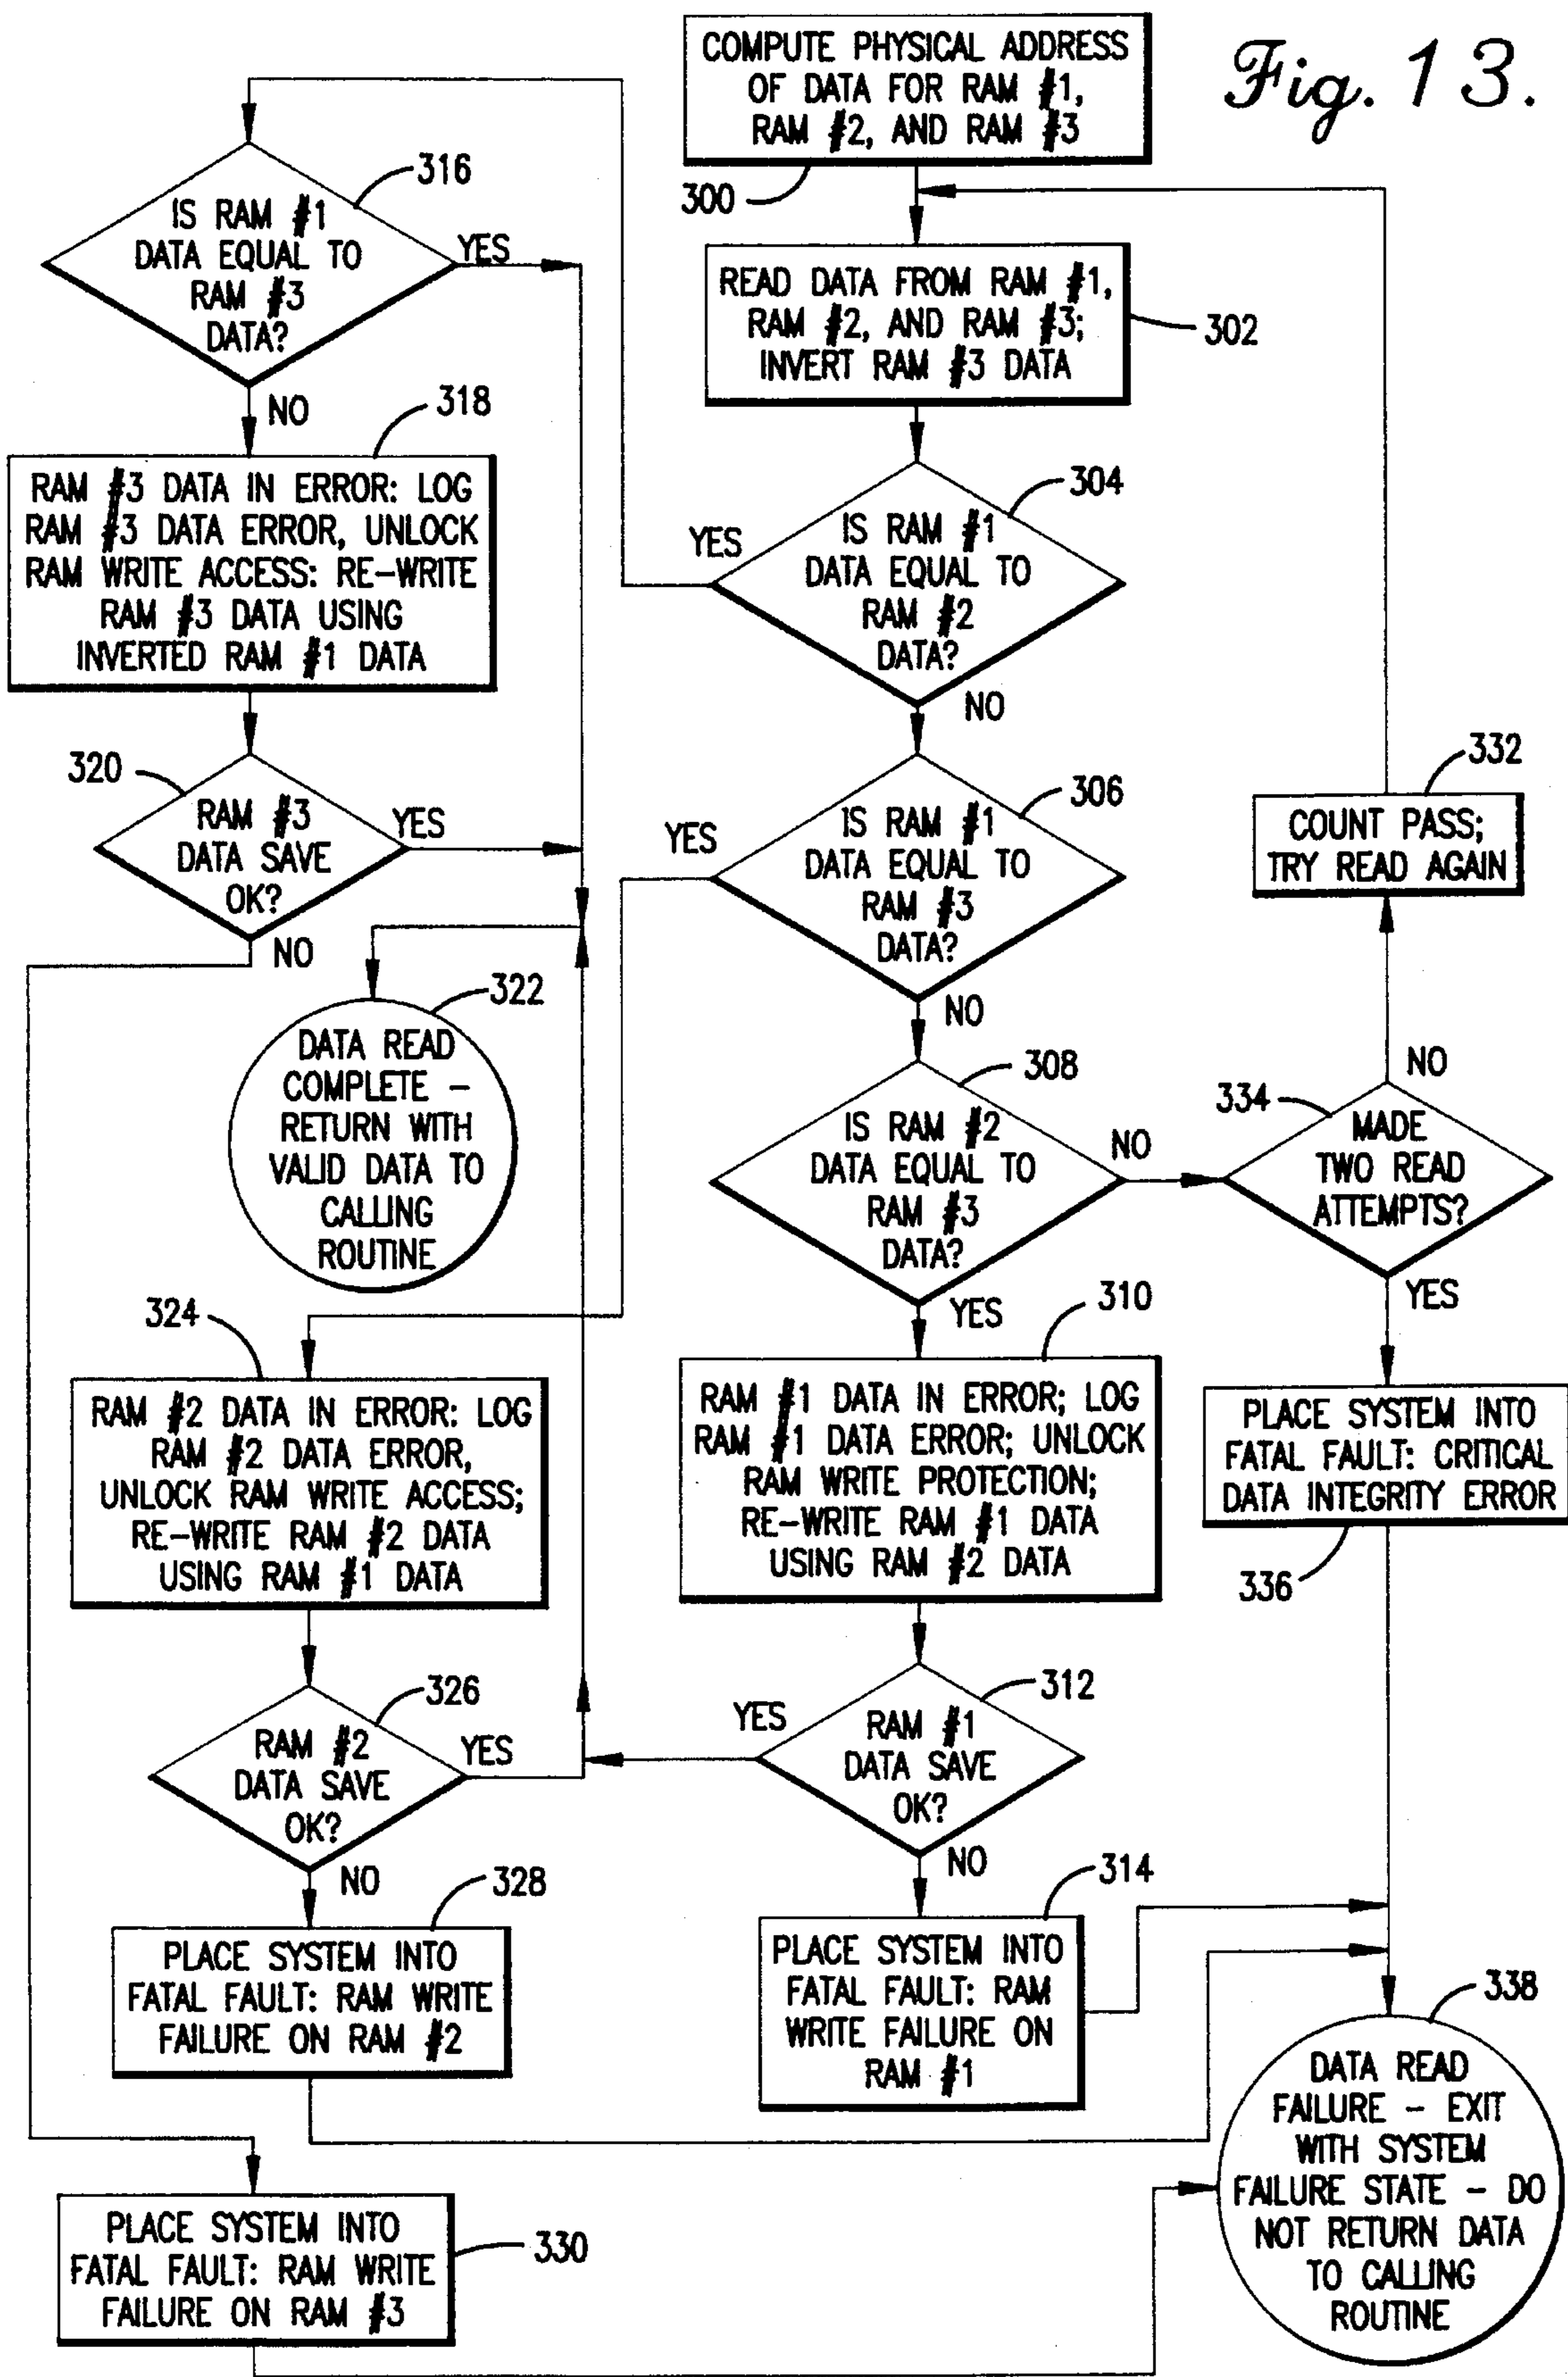 Fig. 13.
COMPUTE PHYSICAL ADDRESS
OF DATA FOR RAM #1,
RAM #2, AND RAM #3
300
READ DATA FROM RAM #1,
RAM #2, AND RAM #3;
INVERT RAM #3 DATA
302
IS RAM #1
DATA EQUAL TO
RAM #2
DATA?
304
YES
NO
IS RAM #1
DATA EQUAL TO
RAM #3
DATA?
306
YES
NO
IS RAM #2
DATA EQUAL TO
RAM #3
DATA?
308
NO
YES
RAM #1 DATA IN ERROR; LOG
RAM #1 DATA ERROR; UNLOCK
RAM WRITE PROTECTION;
RE-WRITE RAM #1 DATA
USING RAM #2 DATA
310
RAM #1
DATA SAVE
OK?
312
YES
NO
PLACE SYSTEM INTO
FATAL FAULT: RAM
WRITE FAILURE ON
RAM #1
314
IS RAM #1
DATA EQUAL TO
RAM #3
DATA?
316
YES
NO
RAM #3 DATA IN ERROR: LOG
RAM #3 DATA ERROR, UNLOCK
RAM WRITE ACCESS: RE-WRITE
RAM #3 DATA USING
INVERTED RAM #1 DATA
318
RAM #3
DATA SAVE
OK?
320
YES
NO
DATA READ
COMPLETE -
RETURN WITH
VALID DATA TO
CALLING
ROUTINE
322
RAM #2 DATA IN ERROR: LOG
RAM #2 DATA ERROR,
UNLOCK RAM WRITE ACCESS;
RE-WRITE RAM #2 DATA
USING RAM #1 DATA
324
RAM #2
DATA SAVE
OK?
326
YES
NO
PLACE SYSTEM INTO
FATAL FAULT: RAM WRITE
FAILURE ON RAM #2
328
PLACE SYSTEM INTO
FATAL FAULT: RAM WRITE
FAILURE ON RAM #3
330
COUNT PASS;
TRY READ AGAIN
332
MADE
TWO READ
ATTEMPTS?
334
NO
YES
PLACE SYSTEM INTO
FATAL FAULT: CRITICAL
DATA INTEGRITY ERROR
336
DATA READ
FAILURE - EXIT
WITH SYSTEM
FAILURE STATE - DO
NOT RETURN DATA
TO CALLING
ROUTINE
338